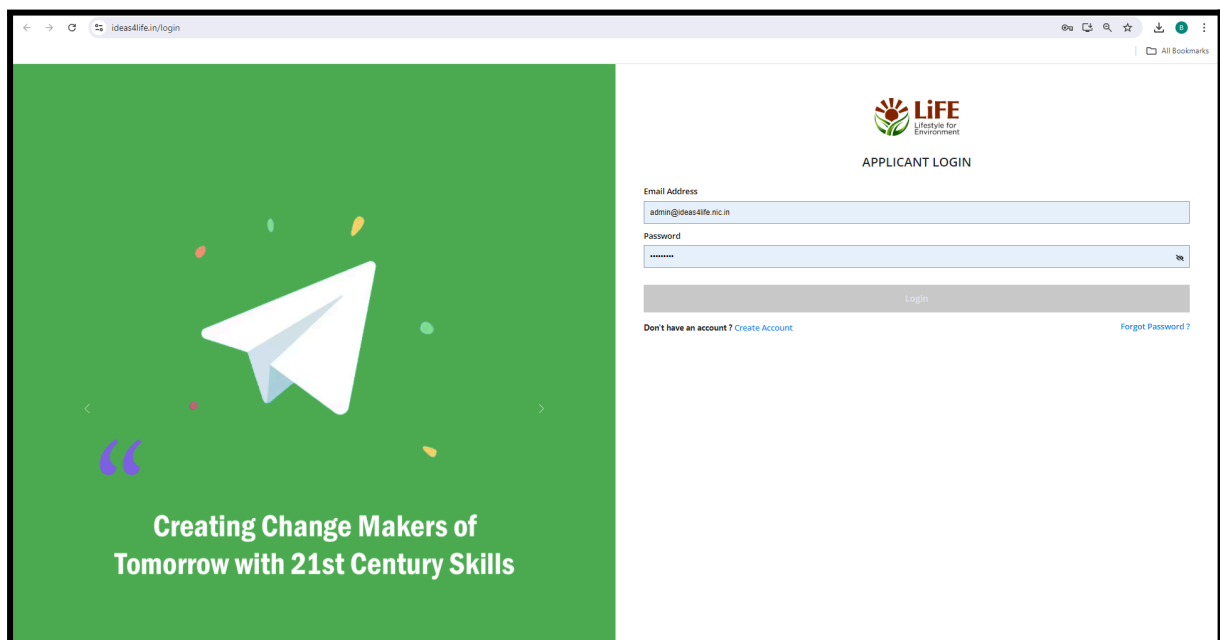 ideas4life.in/login
B
All Bookmarks
LiFE
Lifestyle for
Environment
APPLICANT LOGIN
Email Address
admin@ideas4life.nic.in
Password
•••••••••
Login
Don't have an account ? Create Account
Forgot Password ?
“
Creating Change Makers of
Tomorrow with 21st Century Skills